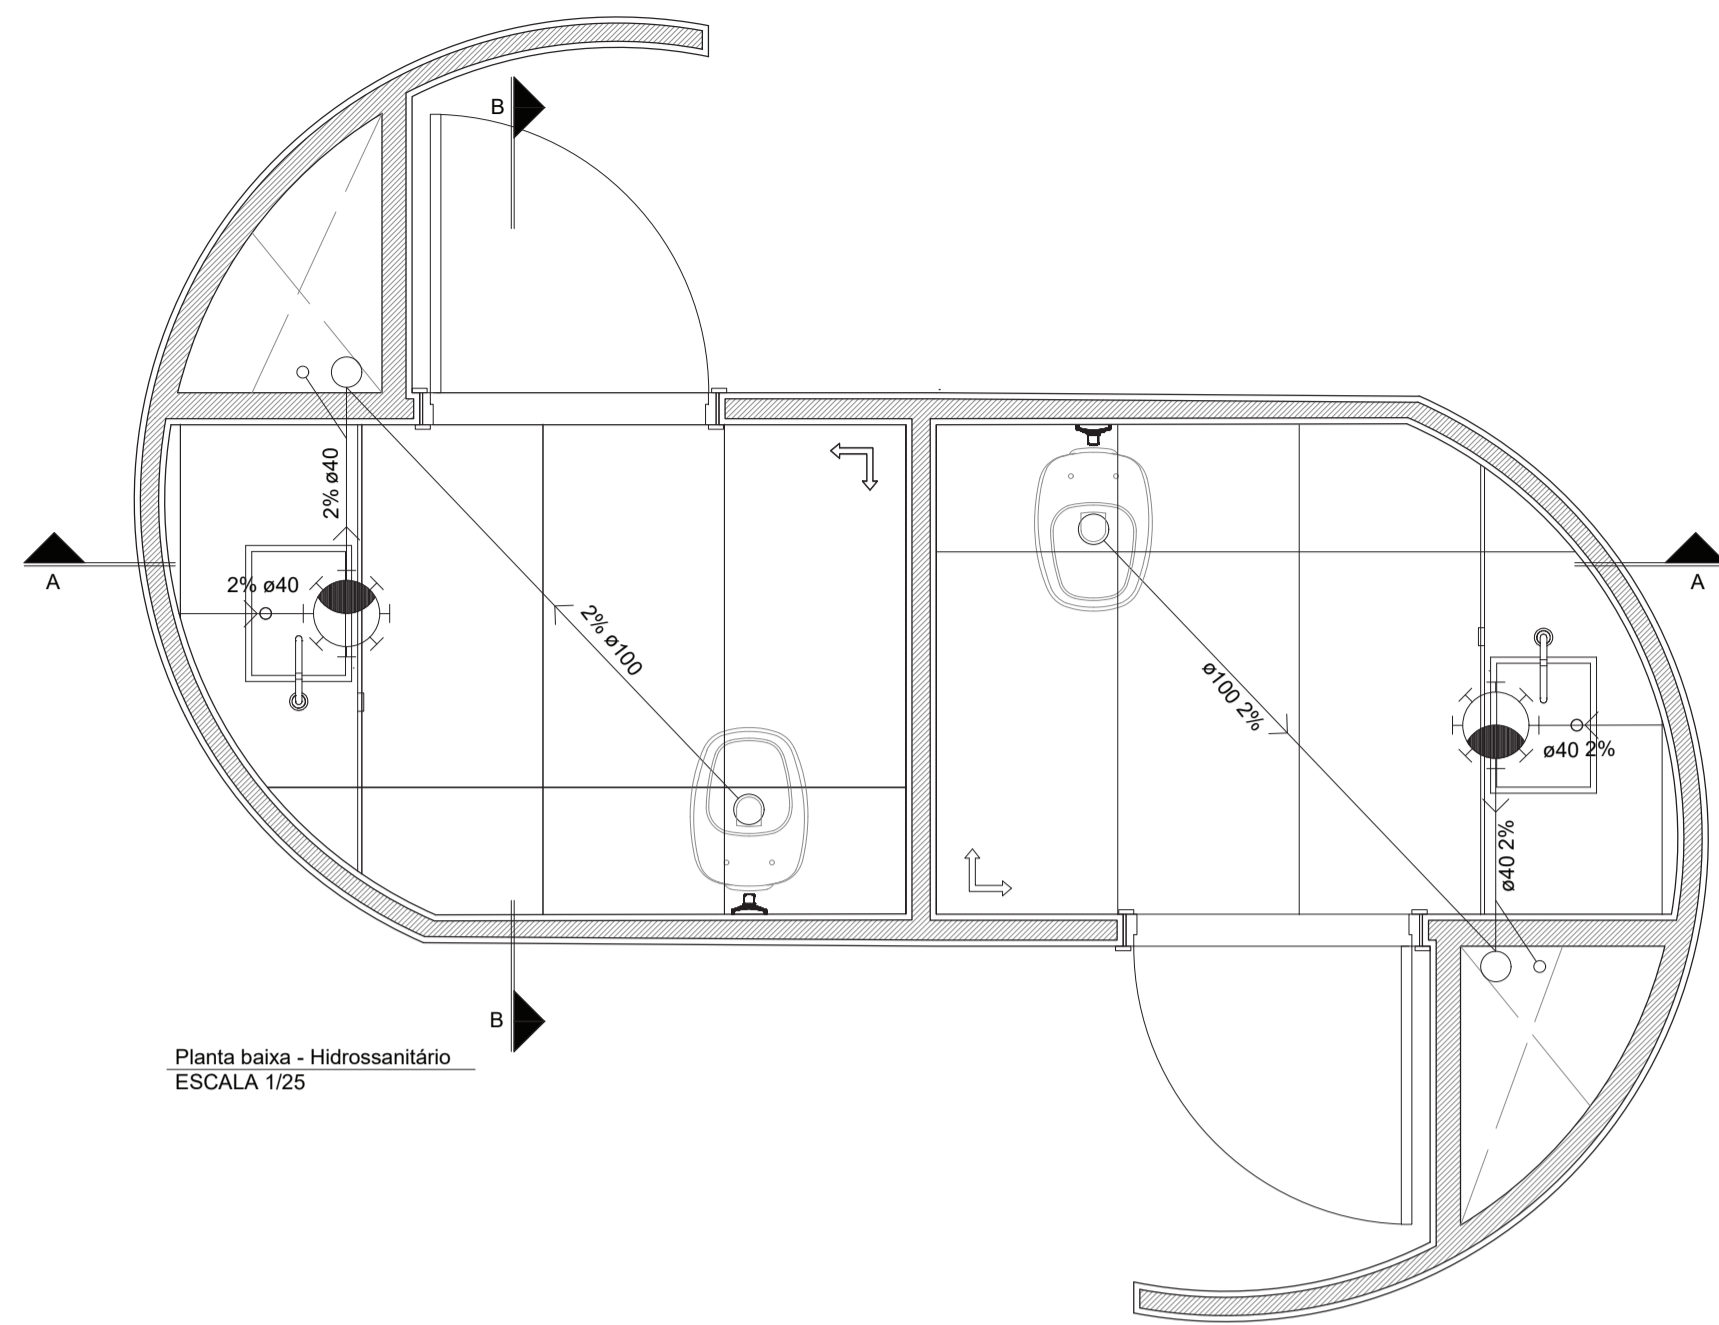 B
2% ø40
A
2% ø40
2% ø100
ø100 2%
A
ø40 2%
ø40 2%
B
Planta baixa - Hidrossanitário
ESCALA 1/25